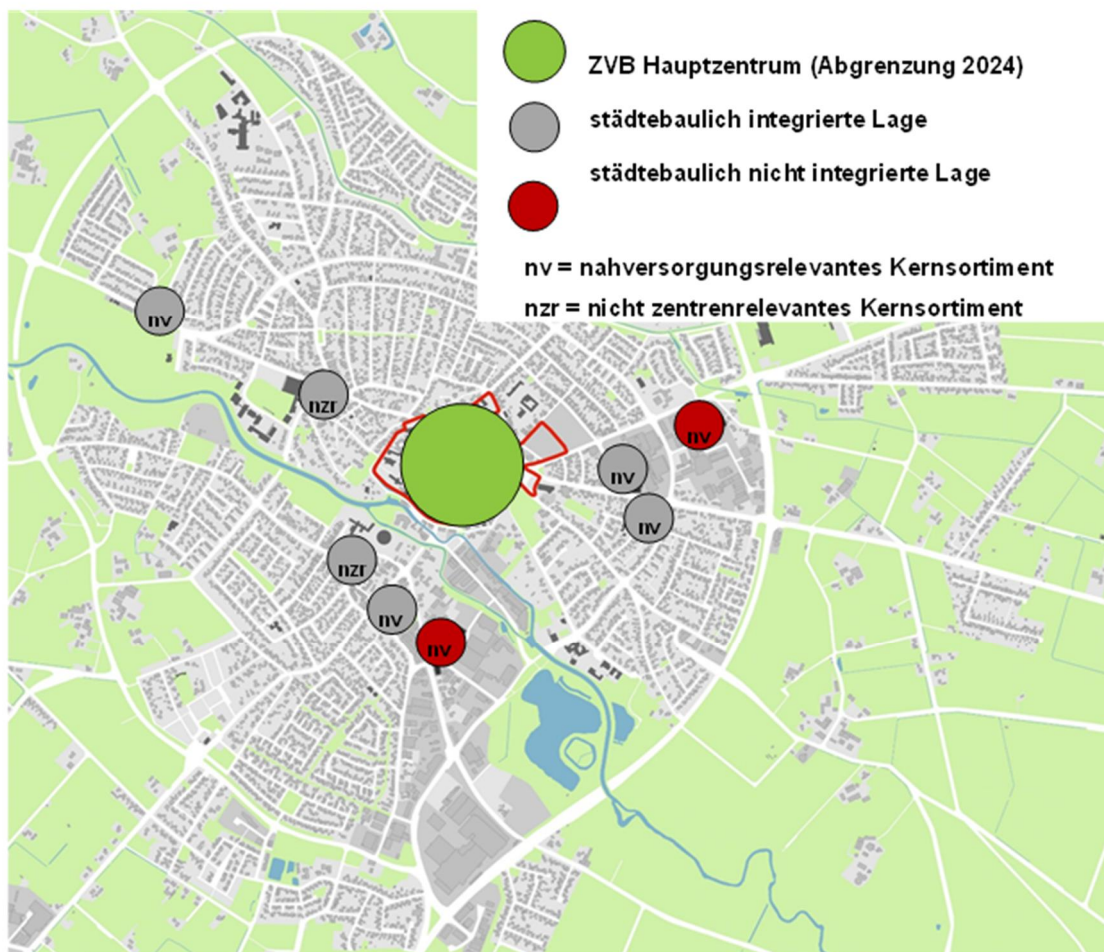 ZVB Hauptzentrum (Abgrenzung 2024)
städtebaulich integrierte Lage
städtebaulich nicht integrierte Lage
nv = nahversorgungsrelevantes Kernsortiment
nzr = nicht zentrenrelevantes Kernsortiment
nv
nzr
nv
nv
nv
nzr
nv
nv